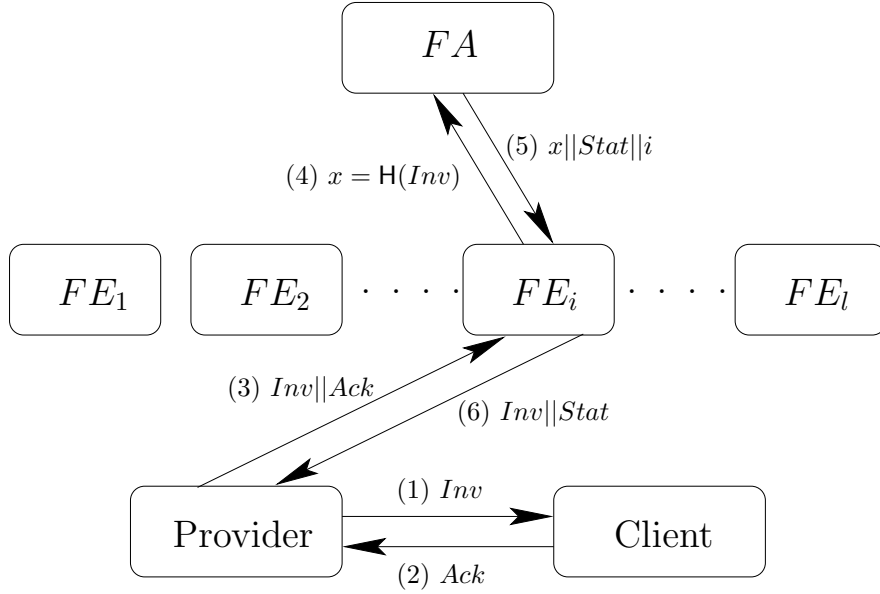 FA
(5) x||Stat||i
(4) x = H(Inv)
FE₁ FE₂ · · · · FEᵢ · · · · FEₗ
(3) Inv||Ack
(6) Inv||Stat
(1) Inv
Provider Client
(2) Ack